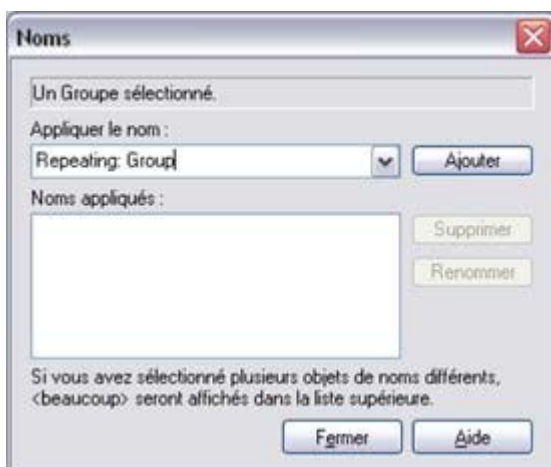 Noms
Un Groupe sélectionné.
Appliquer le nom :
Repeating: Group
Ajouter
Noms appliqués :
Supprimer
Renommer
Si vous avez sélectionné plusieurs objets de noms différents,
<beaucoup> seront affichés dans la liste supérieure.
Fermer
Aide